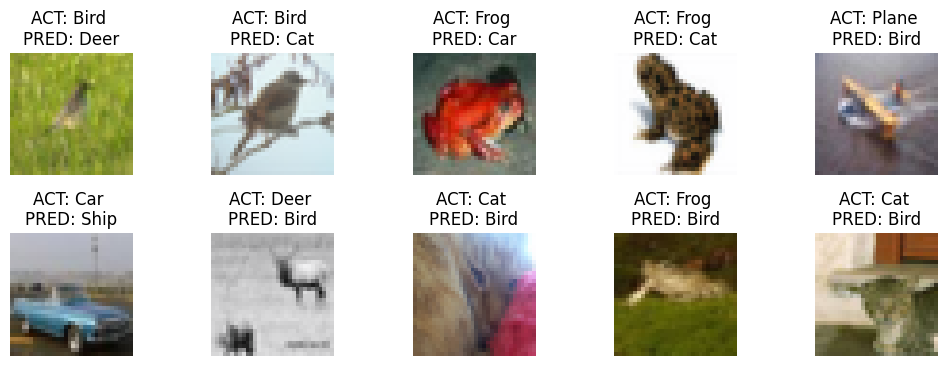 ACT: Bird
PRED: Deer
ACT: Bird
PRED: Cat
ACT: Frog
PRED: Car
ACT: Frog
PRED: Cat
ACT: Plane
PRED: Bird
ACT: Car
PRED: Ship
ACT: Deer
PRED: Bird
ACT: Cat
PRED: Bird
ACT: Frog
PRED: Bird
ACT: Cat
PRED: Bird